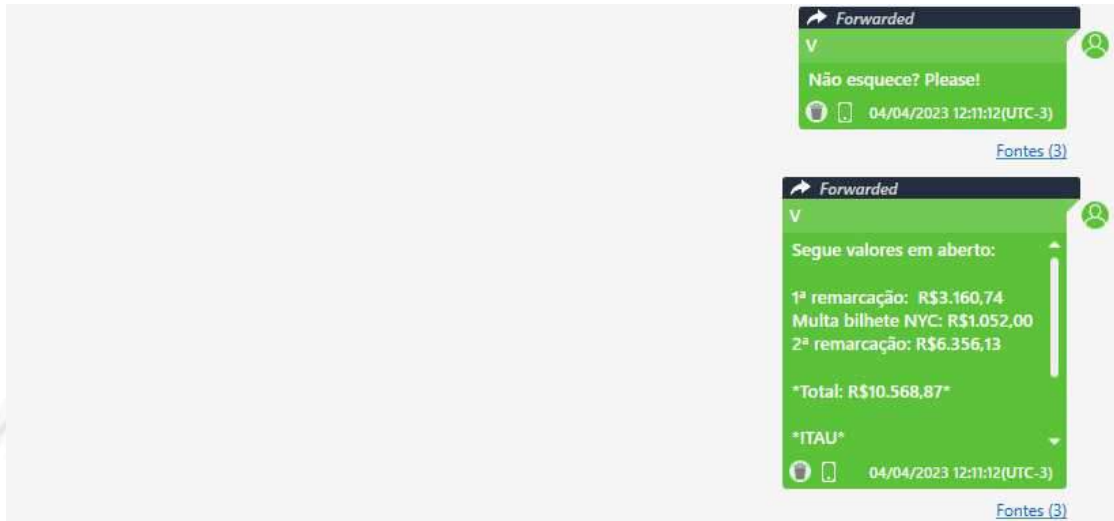 Forwarded
V
Não esquece? Please!
04/04/2023 12:11:12(UTC-3)
Fontes (3)
Forwarded
V
Segue valores em aberto:
1ª remarcação: R$3.160,74
Multa bilhete NYC: R$1.052,00
2ª remarcação: R$6.356,13
*Total: R$10.568,87*
*ITAU*
04/04/2023 12:11:12(UTC-3)
Fontes (3)